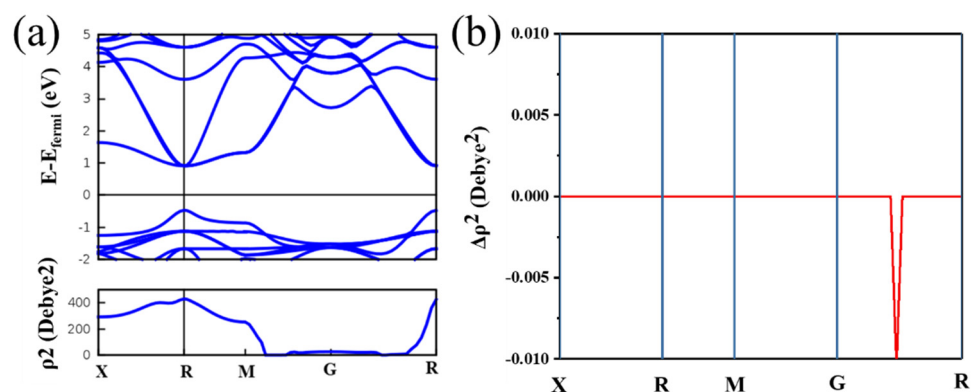 (a)
E-Efermi (eV)
5
4
3
2
1
0
-1
-2
ρ2 (Debye2)
400
200
0
X R M G R
(b)
Δρ² (Debye²)
0.010
0.005
0.000
-0.005
-0.010
X R M G R